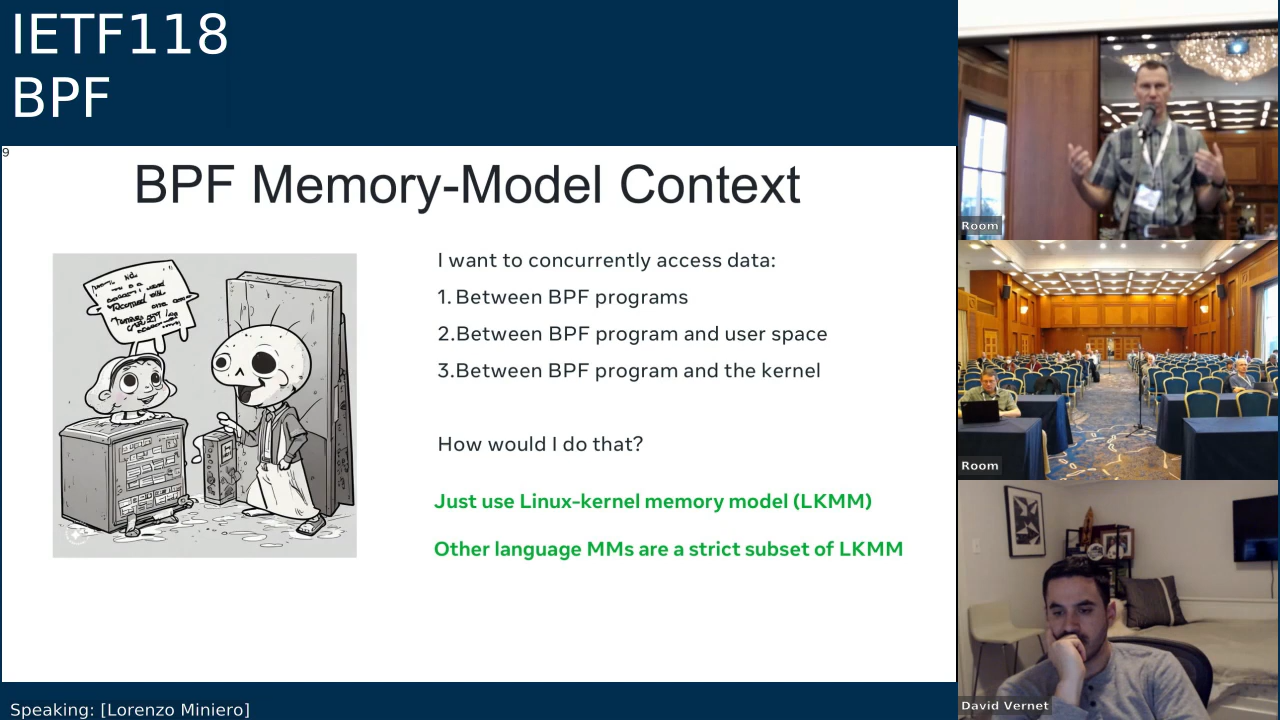 IETF118
BPF
9
BPF Memory-Model Context
I want to concurrently access data:
1. Between BPF programs
2.Between BPF program and user space
3.Between BPF program and the kernel
How would I do that?
Just use Linux-kernel memory model (LKMM)
Other language MMs are a strict subset of LKMM
Room
Room
David Vernet
Speaking: [Lorenzo Miniero]